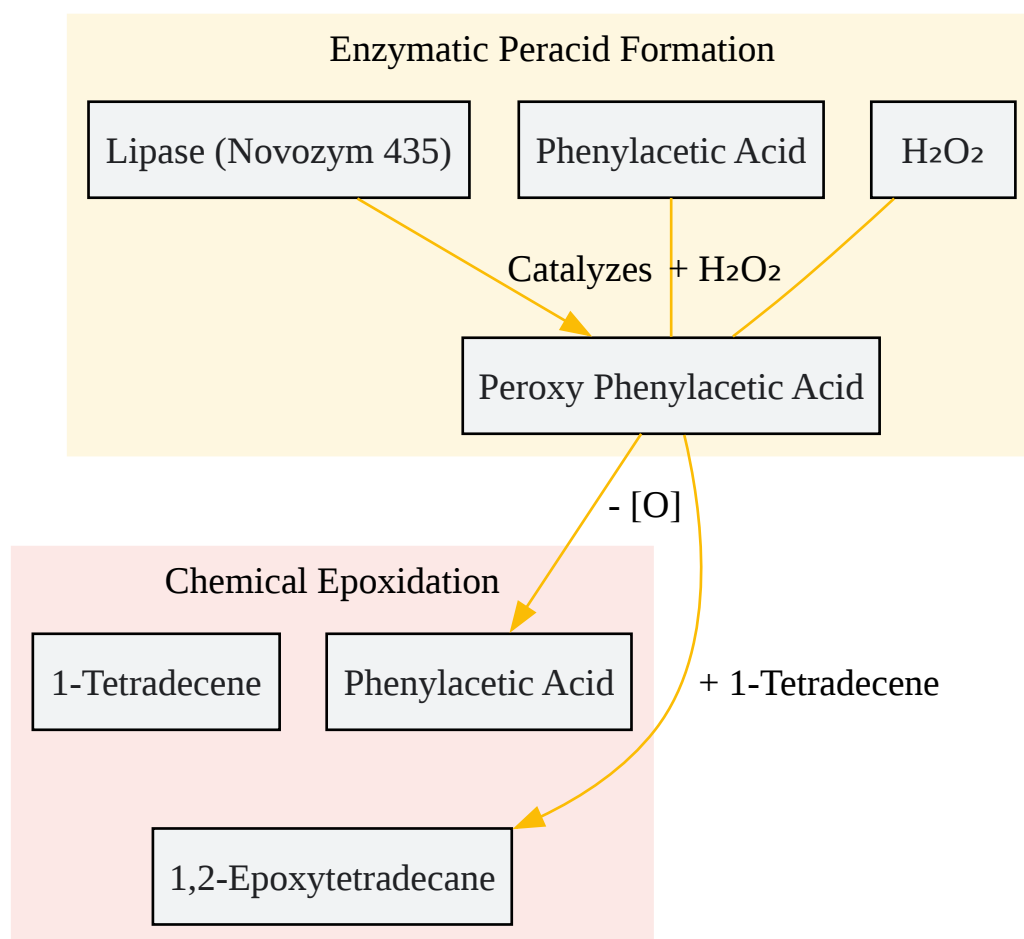 Enzymatic Peracid Formation
Lipase (Novozym 435)
Phenylacetic Acid
H₂O₂
Catalyzes
+ H₂O₂
Peroxy Phenylacetic Acid
- [O]
Chemical Epoxidation
1-Tetradecene
Phenylacetic Acid
+ 1-Tetradecene
1,2-Epoxytetradecane